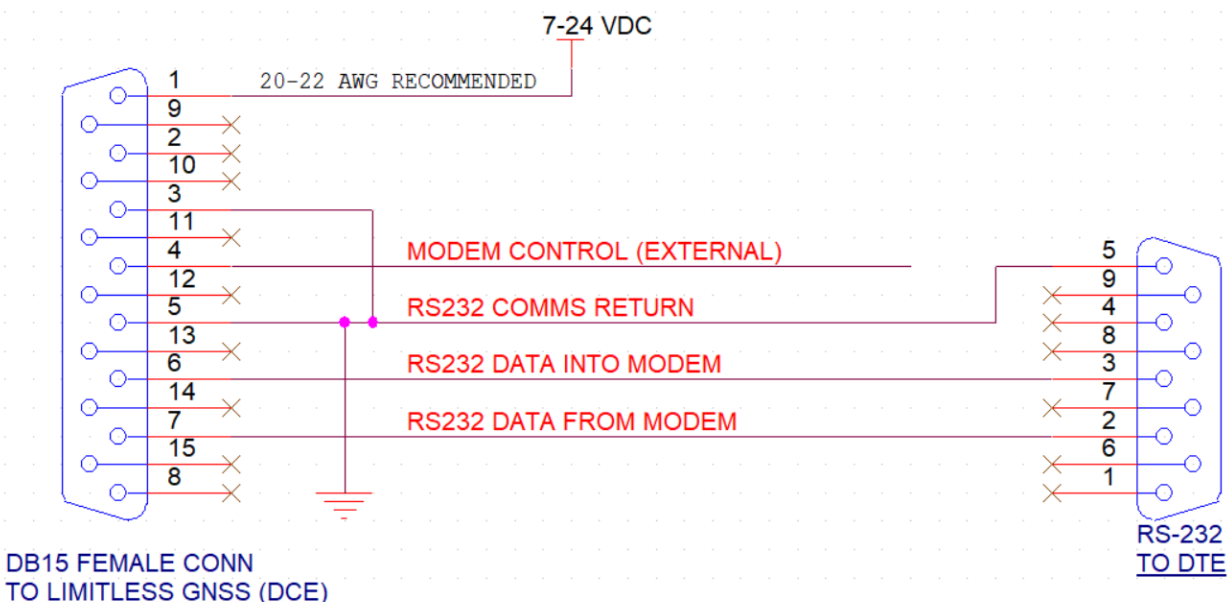 7-24 VDC
1
20-22 AWG RECOMMENDED
9
2
10
3
11
4
MODEM CONTROL (EXTERNAL)
12
5
RS232 COMMS RETURN
13
6
RS232 DATA INTO MODEM
14
7
RS232 DATA FROM MODEM
15
8
5
9
4
8
3
7
2
6
1
DB15 FEMALE CONN
TO LIMITLESS GNSS (DCE)
RS-232
TO DTE